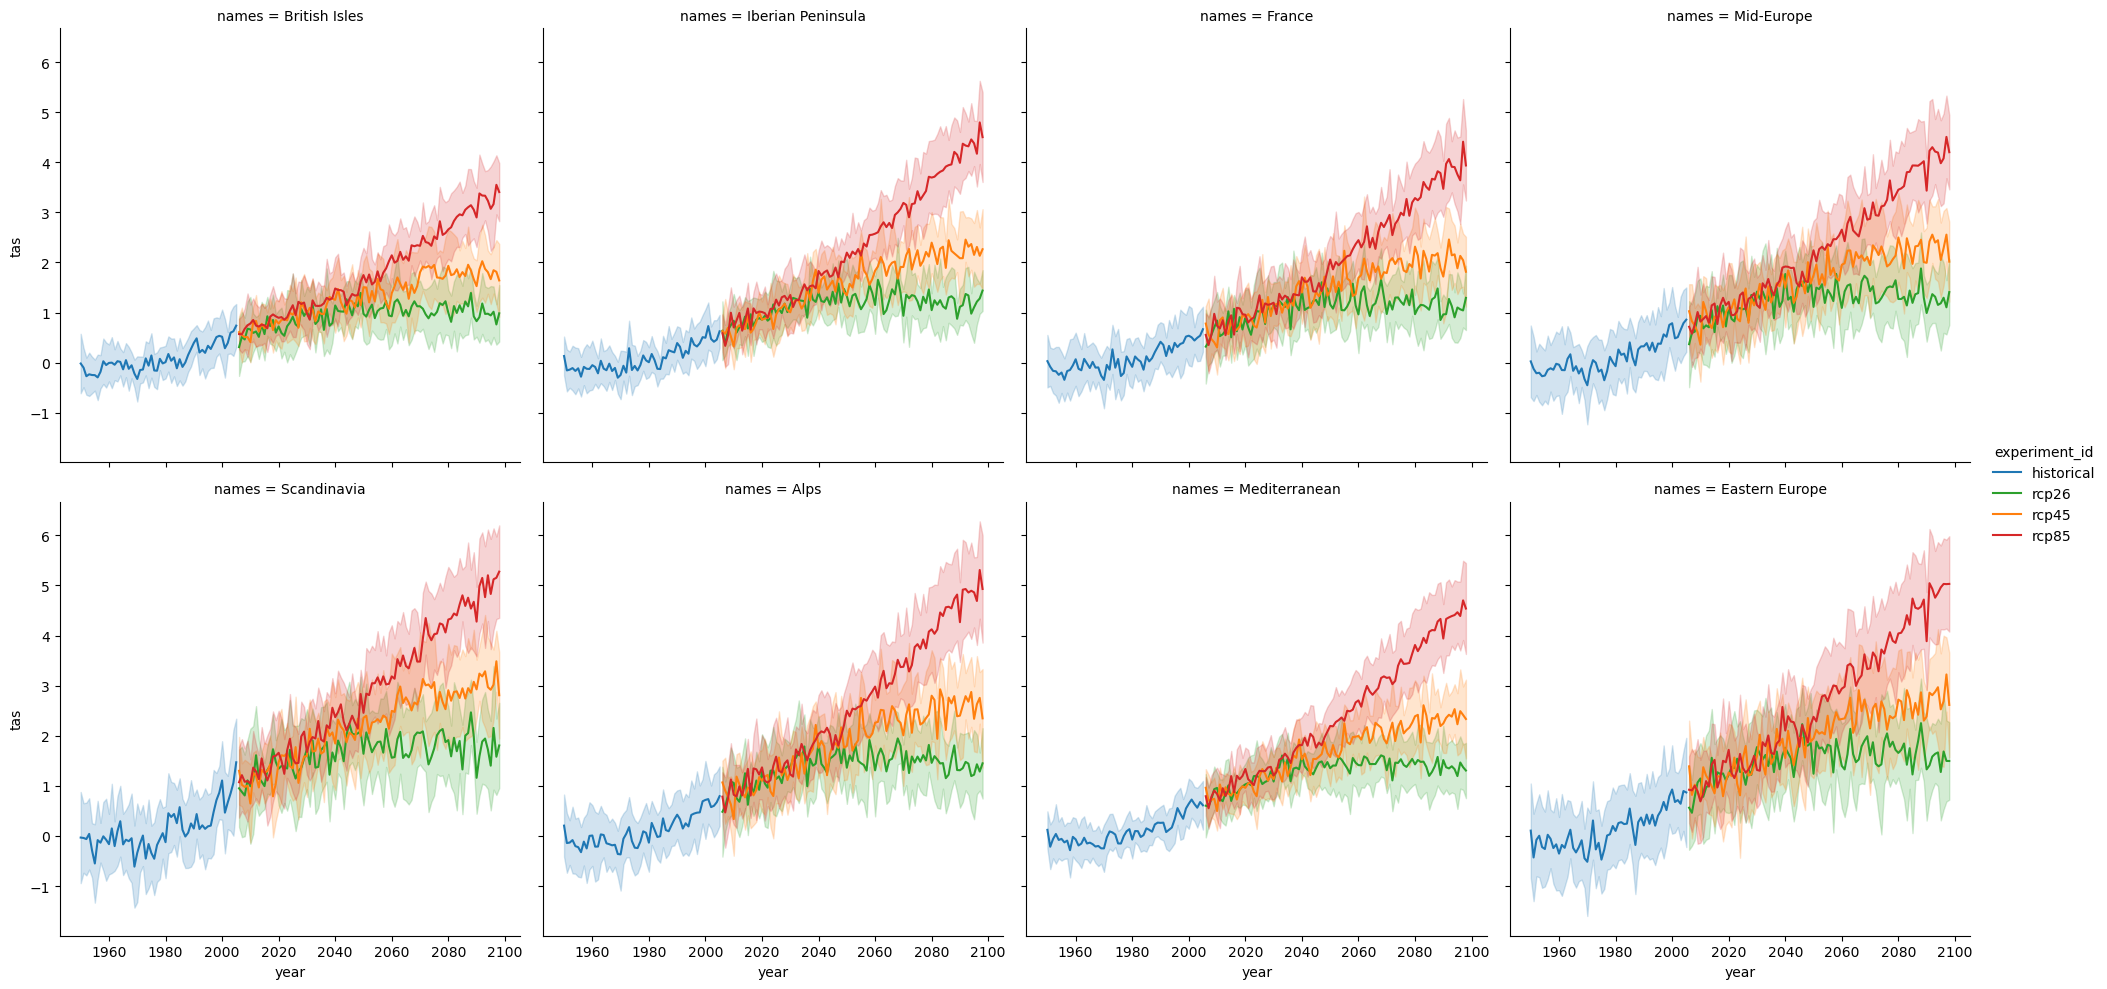 names = British Isles
names = Iberian Peninsula
names = France
names = Mid-Europe
6
5
4
3
2
1
0
−1
tas
names = Scandinavia
names = Alps
names = Mediterranean
names = Eastern Europe
6
5
4
3
2
1
0
−1
tas
1960 1980 2000 2020 2040 2060 2080 2100
year
1960 1980 2000 2020 2040 2060 2080 2100
year
1960 1980 2000 2020 2040 2060 2080 2100
year
1960 1980 2000 2020 2040 2060 2080 2100
year
experiment_id
historical
rcp26
rcp45
rcp85